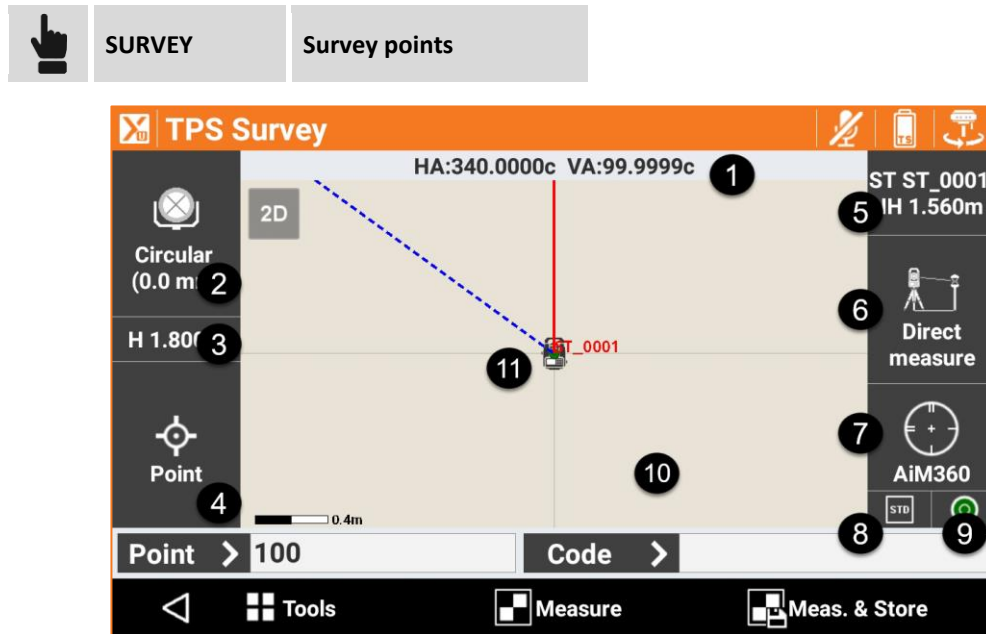 SURVEY
Survey points
TPS Survey
TS
HA:340.0000c VA:99.9999c
1
ST ST_0001
5
IH 1.560m
2D
Circular
(0.0 m
2
6
Direct
measure
H 1.80
3
ST_0001
11
7
Point
10
AiM360
4
0.4m
STD
8
9
Point
100
Code
Tools
Measure
Meas. & Store